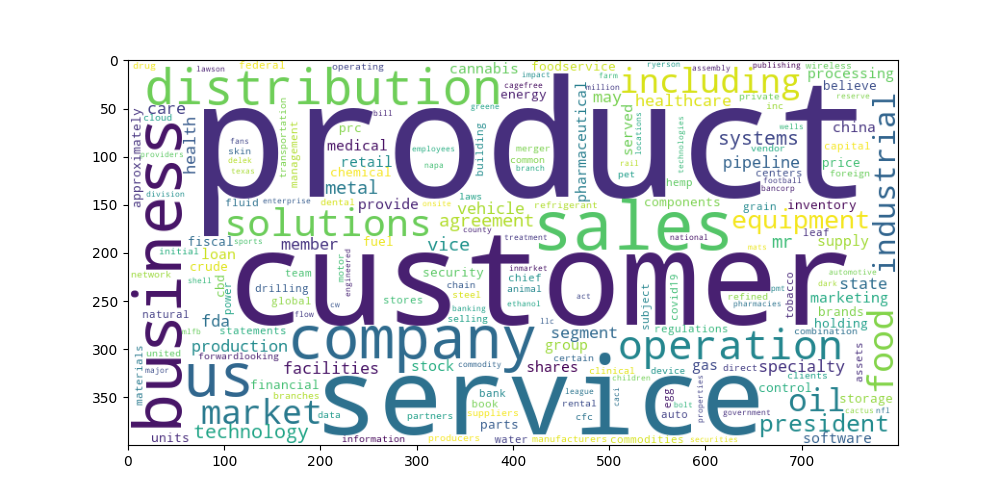 0
50
100
150
200
250
300
350
0 100 200 300 400 500 600 700
drug lawson federal operating cannabis foodservice farm ryerson assembly publishing wireless
distribution impact cagefree energy million including processing
believe reserve
care cloud greene bill may healthcare private inc
product
approximately business health fans skin delek texas transportation management prc medical retail chemical metal
employees napa building merger common branch pharmaceutical served locations rail pet technologies hemp
systems vendor pipeline centers football bancorp china capital price foreign industrial
providers division fluid enterprise dental provide onsite vehicle laws refrigerant components grain inventory
solutions agreement county sales equipment leaf
fiscal sports member fuel vice treatment national mats mr supply
initial loan crude shell cbd power team drilling global motor engineered cw flow
customer
network natural security stores chain steel selling banking inmarket chief animal ethanol act subject covid19 refined pharmacies pmt tobacco automotive dal state marketing brands holding
fda mlfb statements company llc segment regulations combination
production group operation food
united forwardlooking facilities stock commodity certain shares clinical device gas direct specialty assets
major materials us financial branches children clients control storage
service
bank book league rental egg bolt properties oil cactus nfl
market data partners suppliers parts cfc caci auto government president
technology
units information producers water manufacturers commodities securities software